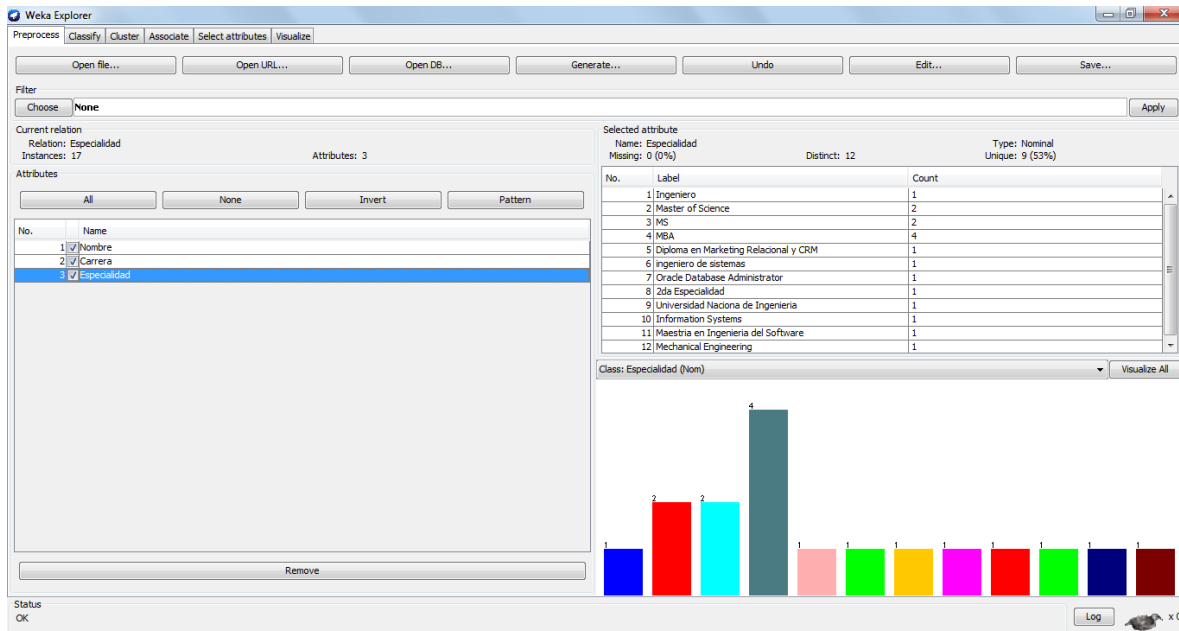 Weka Explorer
Preprocess Classify Cluster Associate Select attributes Visualize
Open file... Open URL... Open DB... Generate... Undo Edit... Save...
Filter
Choose None Apply
Current relation
Relation: Especialidad
Instances: 17 Attributes: 3
Attributes
All None Invert Pattern
No. Name
1 Nombre
2 Carrera
3 Especialidad
Remove
Selected attribute
Name: Especialidad Type: Nominal
Missing: 0 (0%) Distinct: 12 Unique: 9 (53%)
No. Label Count
1 Ingeniero 1
2 Master of Science 2
3 MS 2
4 MBA 4
5 Diploma en Marketing Relacional y CRM 1
6 ingeniero de sistemas 1
7 Oracle Database Administrator 1
8 2da Especialidad 1
9 Universidad Naciona de Ingenieria 1
10 Information Systems 1
11 Maestria en Ingenieria del Software 1
12 Mechanical Engineering 1
Class: Especialidad (Nom) Visualize All
4
2 2
1 1 1 1 1 1 1 1 1
Status
OK
Log x 0